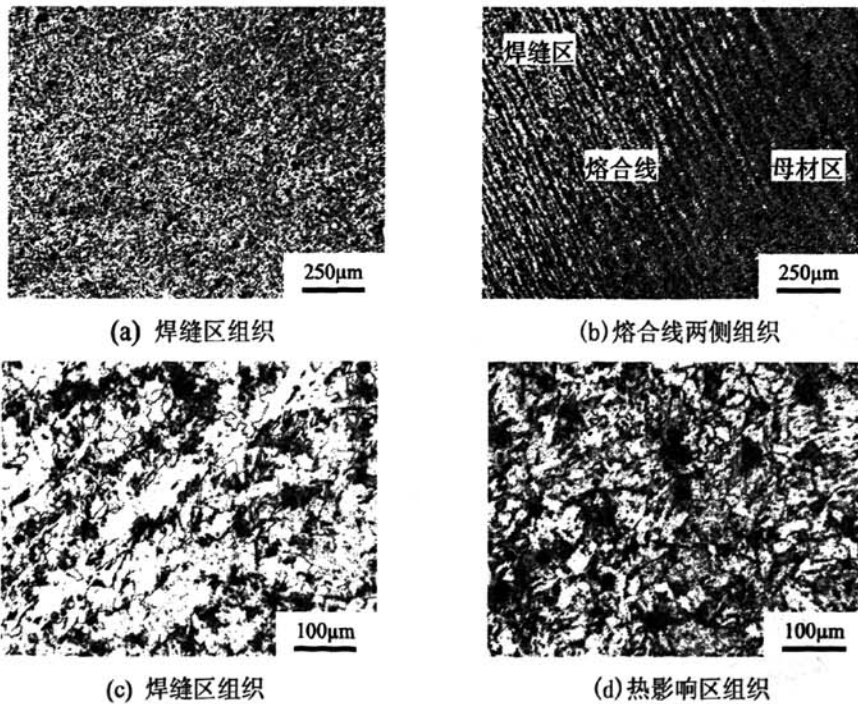 焊缝区
熔合线
母材区
250μm
250μm
(a) 焊缝区组织
(b)熔合线两侧组织
100μm
100μm
(c) 焊缝区组织
(d)热影响区组织